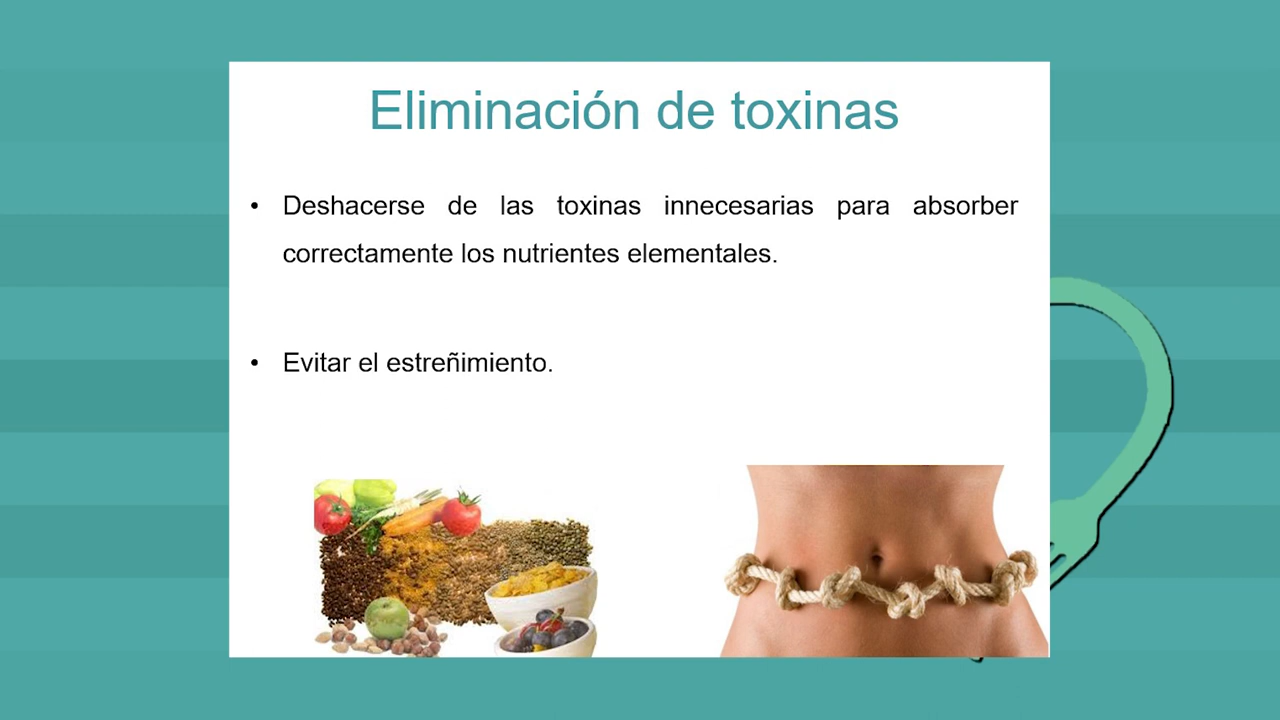 Eliminación de toxinas
• Deshacerse de las toxinas innecesarias para absorber
correctamente los nutrientes elementales.
• Evitar el estreñimiento.